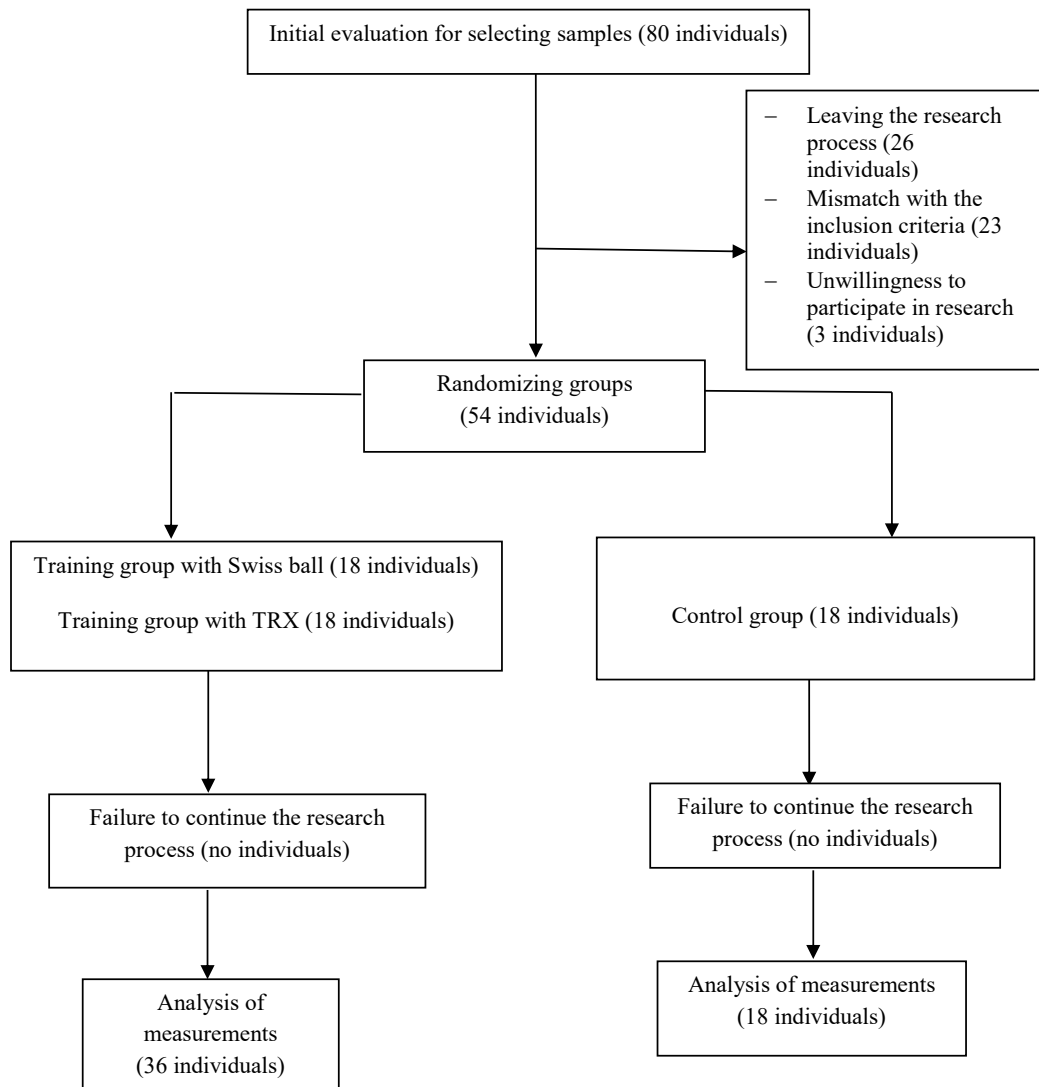 Initial evaluation for selecting samples (80 individuals)
– Leaving the research
process (26
individuals)
– Mismatch with the
inclusion criteria (23
individuals)
– Unwillingness to
participate in research
(3 individuals)
Randomizing groups
(54 individuals)
Training group with Swiss ball (18 individuals)
Training group with TRX (18 individuals)
Control group (18 individuals)
Failure to continue the research
process (no individuals)
Failure to continue the research
process (no individuals)
Analysis of
measurements
(36 individuals)
Analysis of measurements
(18 individuals)